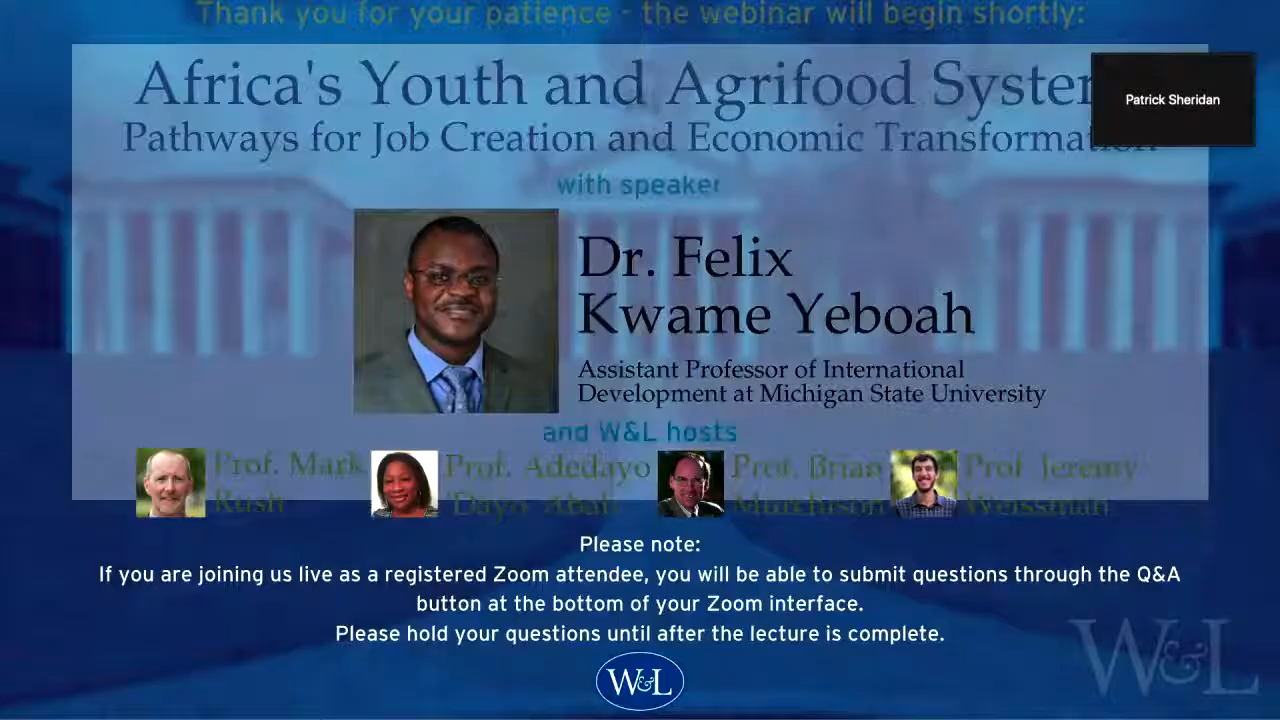 Thank you for your patience - the webinar will begin shortly:
Africa's Youth and Agrifood System
Patrick Sheridan
Pathways for Job Creation and Economic Transformation
with speaker
Dr. Felix
Kwame Yeboah
Assistant Professor of International
Development at Michigan State University
and W&L hosts
Prof. Mark
Rush
Prof. Adedayo
'Dayo' Abah
Prof. Brian
Murchison
Prof Jeremy
Weissman
Please note:
If you are joining us live as a registered Zoom attendee, you will be able to submit questions through the Q&A
button at the bottom of your Zoom interface.
Please hold your questions until after the lecture is complete.
W&L
W&L